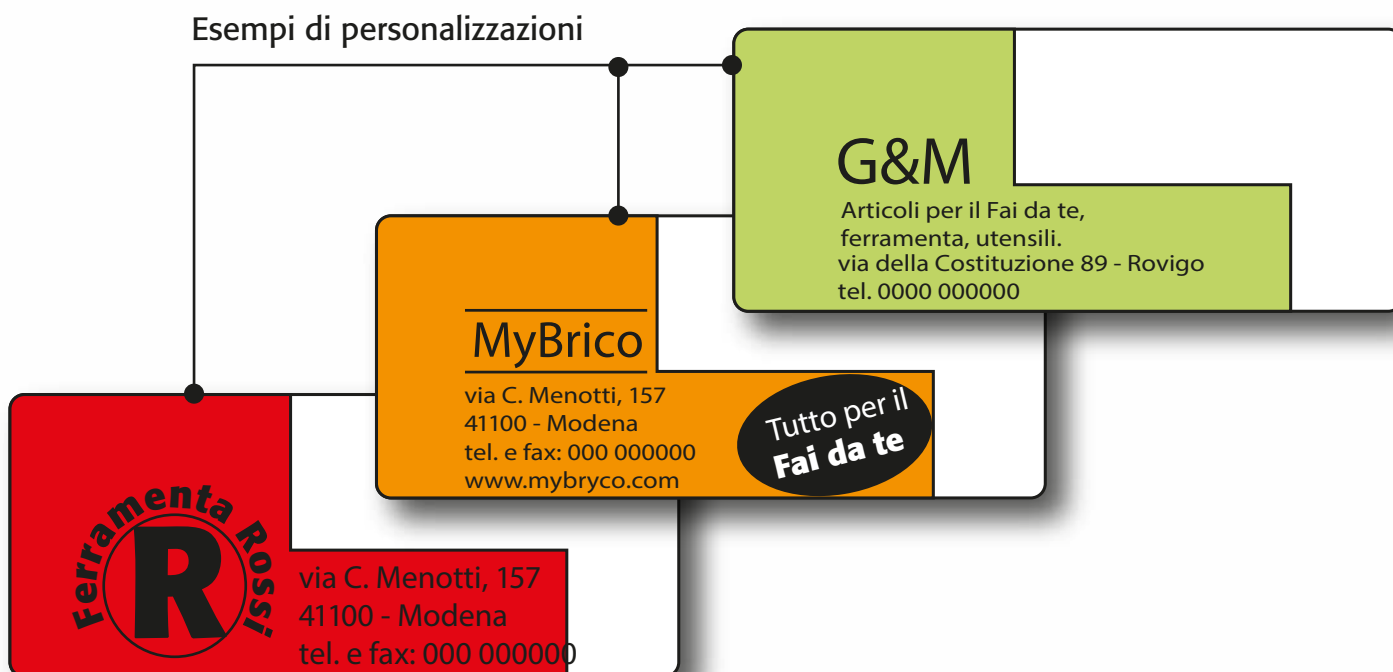 Esempi di personalizzazioni
G&M
Articoli per il Fai da te,
ferramenta, utensili.
via della Costituzione 89 - Rovigo
tel. 0000 000000
MyBrico
via C. Menotti, 157
41100 - Modena
tel. e fax: 000 000000
www.mybryco.com
Tutto per il
Fai da te
Ferramenta Rossi
R
via C. Menotti, 157
41100 - Modena
tel. e fax: 000 000000